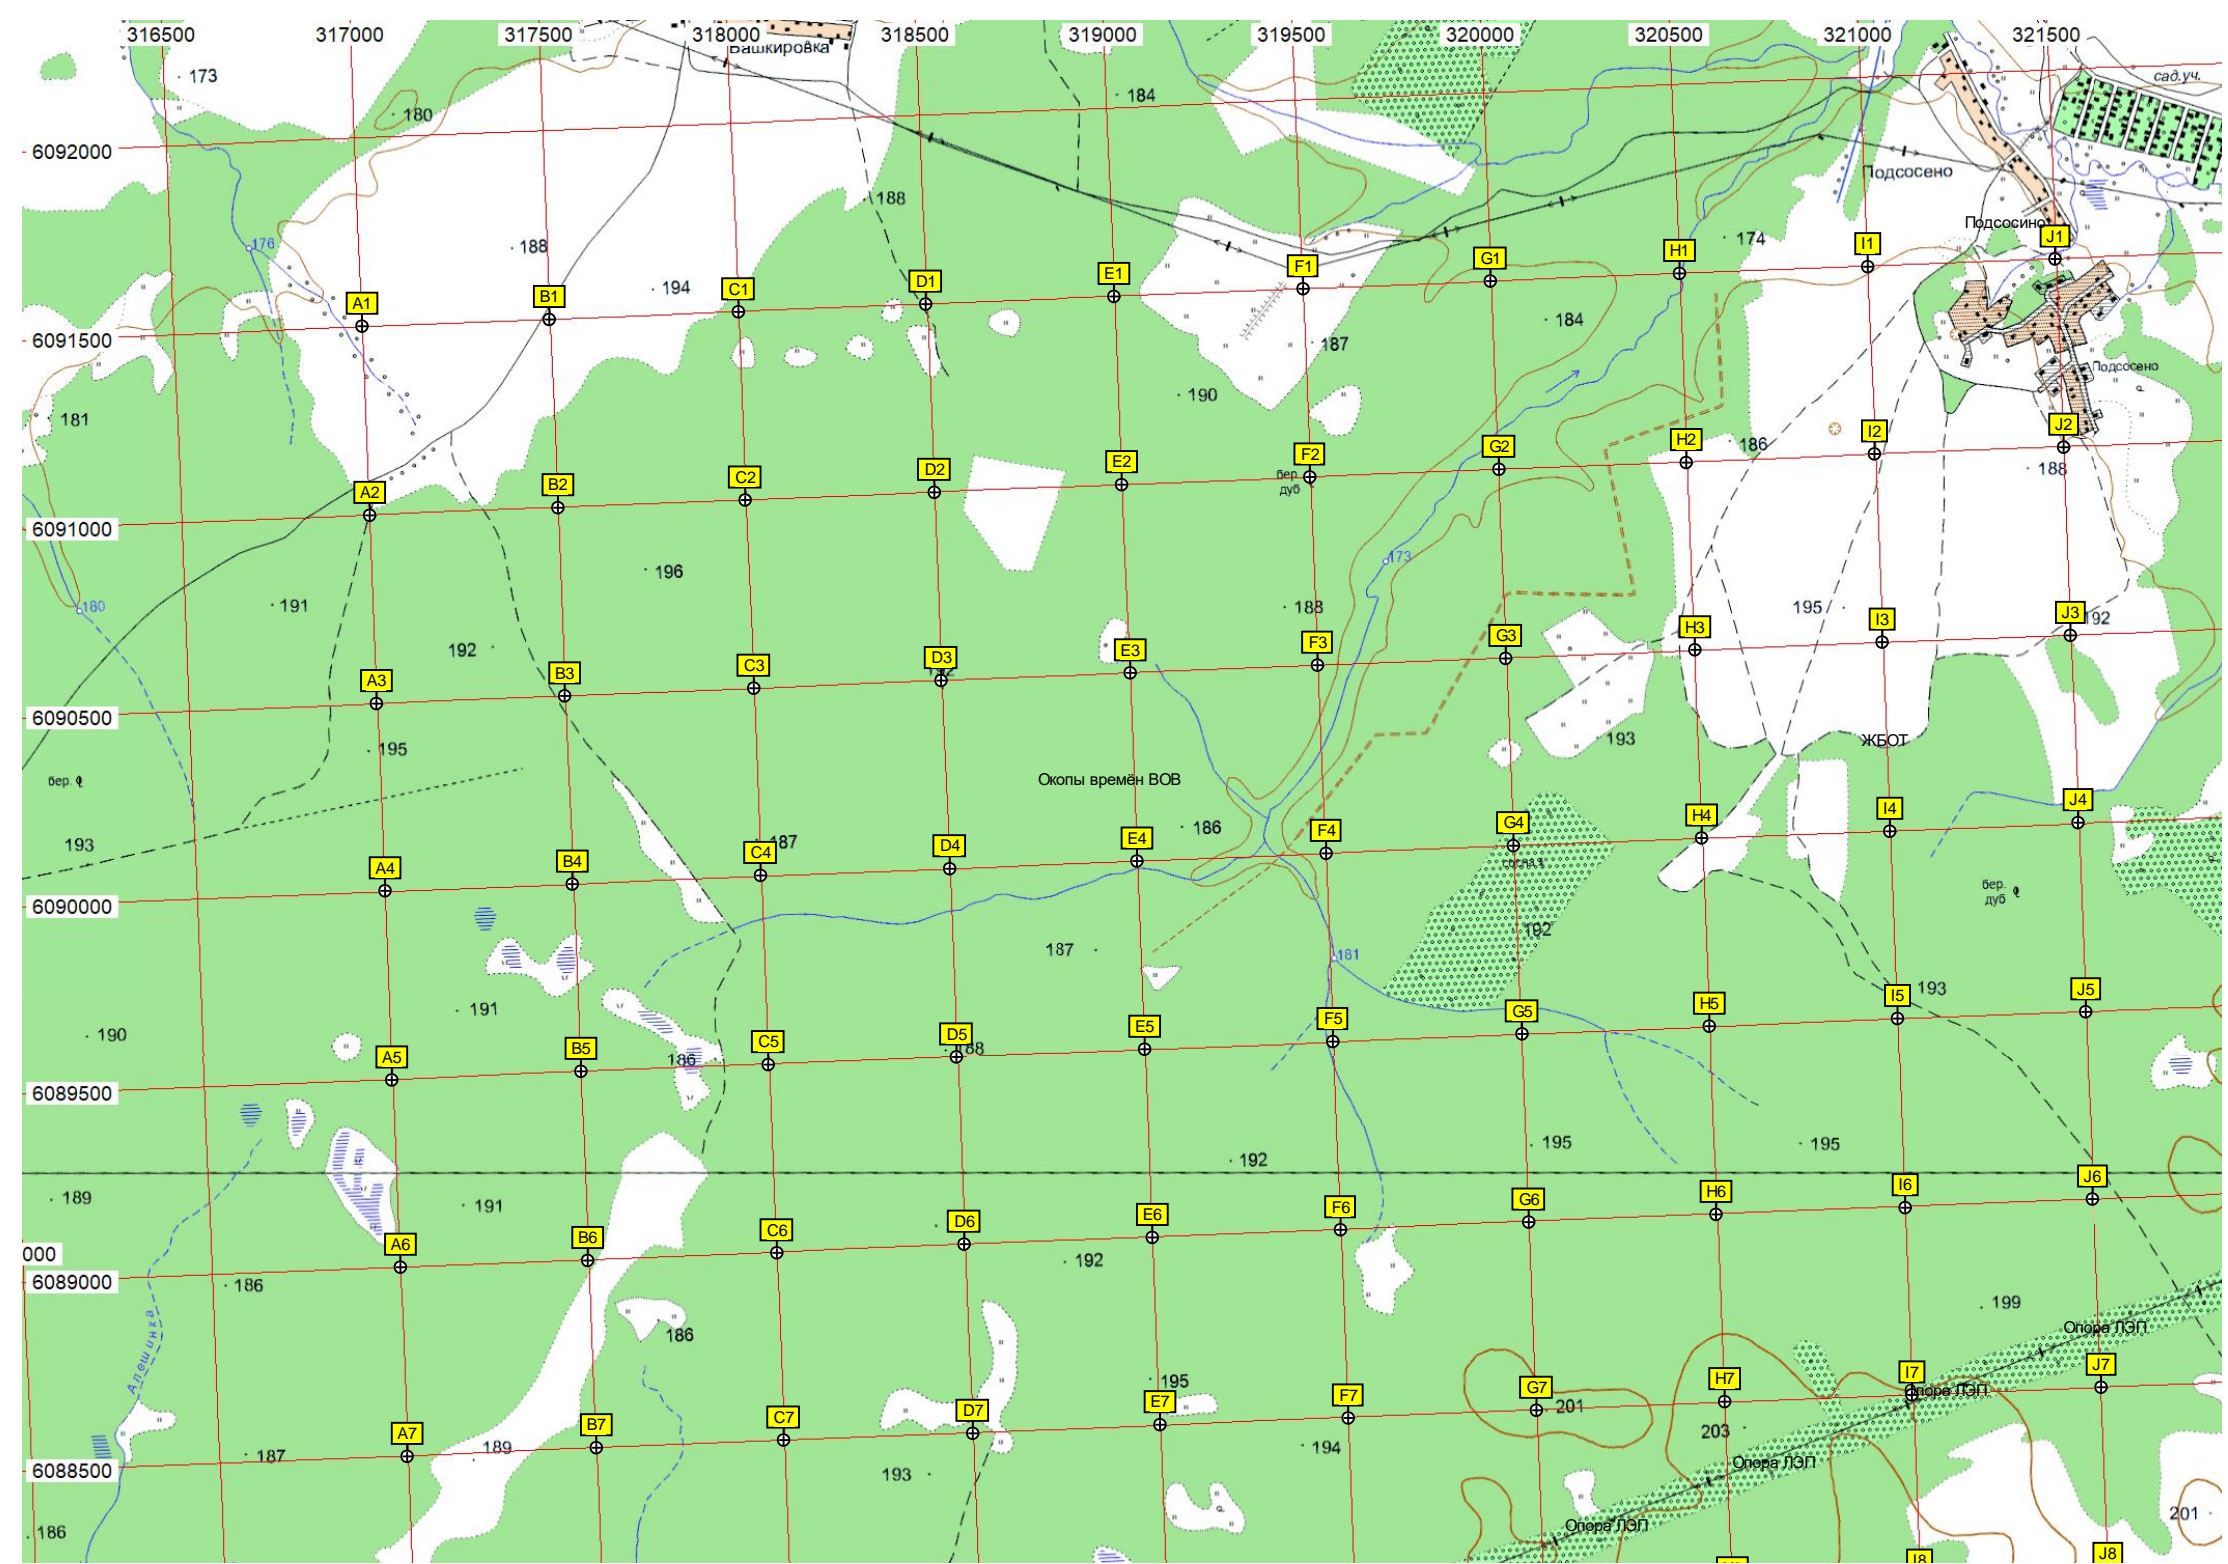 316500 317000 317500 318000 318500 319000 319500 320000 320500 321000 321500
Башкировка
173
сад.уч.
184
180
6092000
Подсосено
188
Подсосино
174
176
188
J1
I1
H1
G1
F1
E1
D1
C1
B1
A1
194
184
6091500
187
Подсосено
190
181
J2
I2
H2
G2
F2
E2
D2
C2
B2
A2
186
188
бер
дуб
6091000
173
196
191
180
188
195
192
J3
I3
H3
G3
F3
E3
D3
C3
B3
A3
192
192
6090500
193
ЖБОТ
195
бер.
Окопы времён ВОВ
J4
I4
H4
G4
F4
E4
D4
C4
B4
A4
186
187
193
сосна
бер.
дуб
6090000
192
187
181
193
191
J5
I5
H5
G5
F5
E5
D5
C5
B5
A5
190
188
186
6089500
195
195
192
J6
I6
H6
G6
F6
E6
D6
C6
B6
A6
189
191
000
192
6089000
186
199
Опора ЛЭП
186
Алешинка
J7
I7
H7
G7
F7
E7
D7
C7
B7
A7
195
Опора ЛЭП
201
203
194
189
187
193
Опора ЛЭП
6088500
201
Опора ЛЭП
186
J8
I8